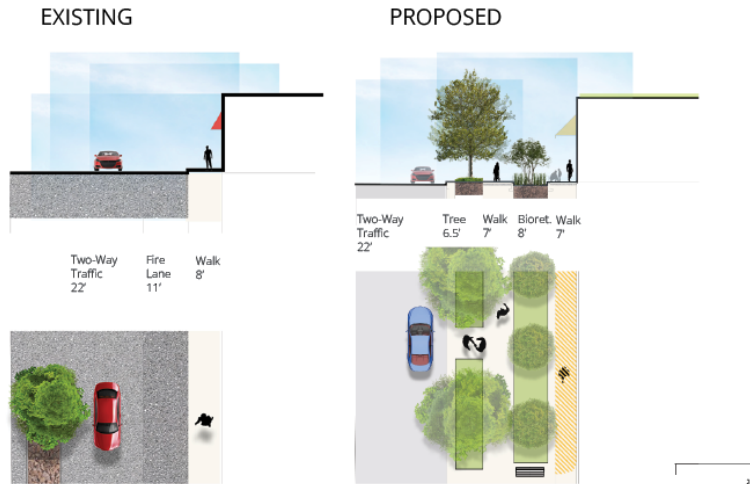 EXISTING
PROPOSED
Two-Way
Traffic
22'
Fire
Lane
11'
Walk
8'
Two-Way
Traffic
22'
Tree
6.5'
Walk
7'
Bioret.
8'
Walk
7'